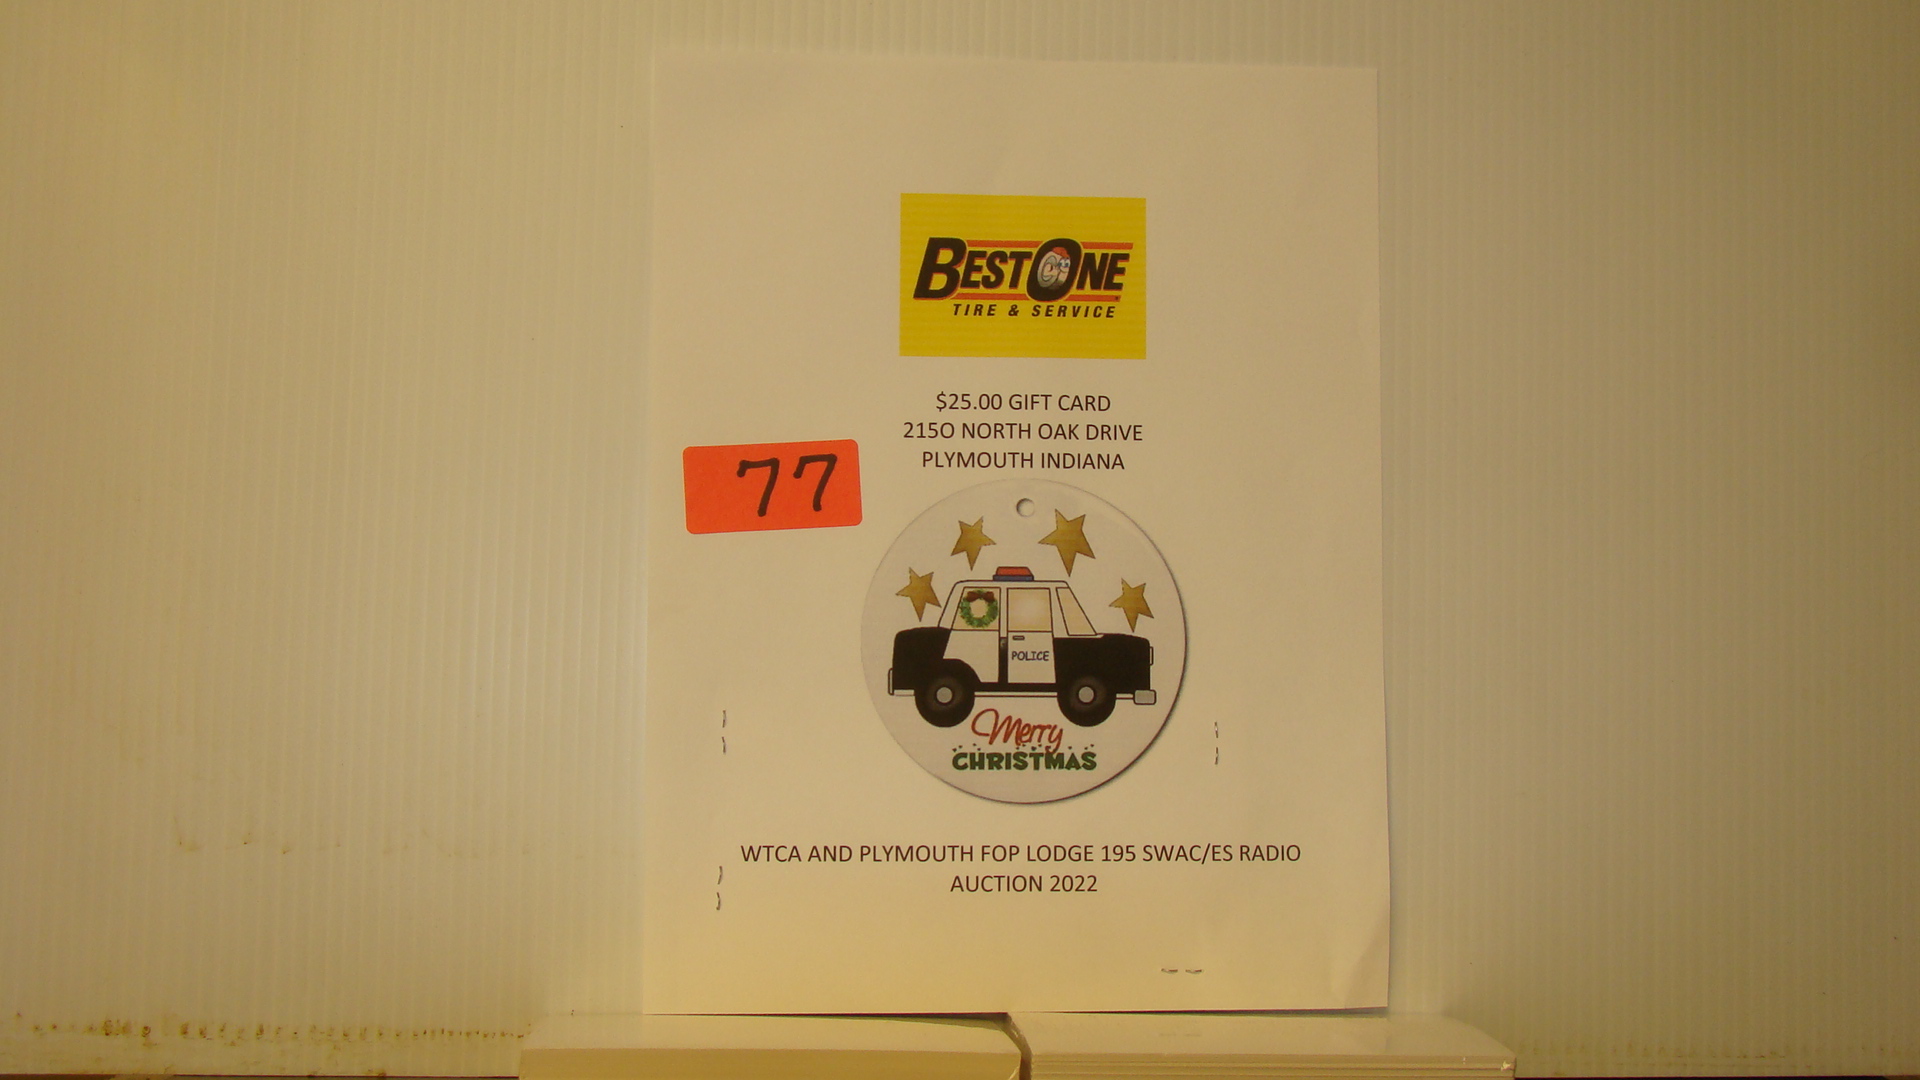 BESTONE
TIRE & SERVICE
$25.00 GIFT CARD
215O NORTH OAK DRIVE
PLYMOUTH INDIANA
77
POLICE
Merry
CHRISTMAS
WTCA AND PLYMOUTH FOP LODGE 195 SWAC/ES RADIO
AUCTION 2022